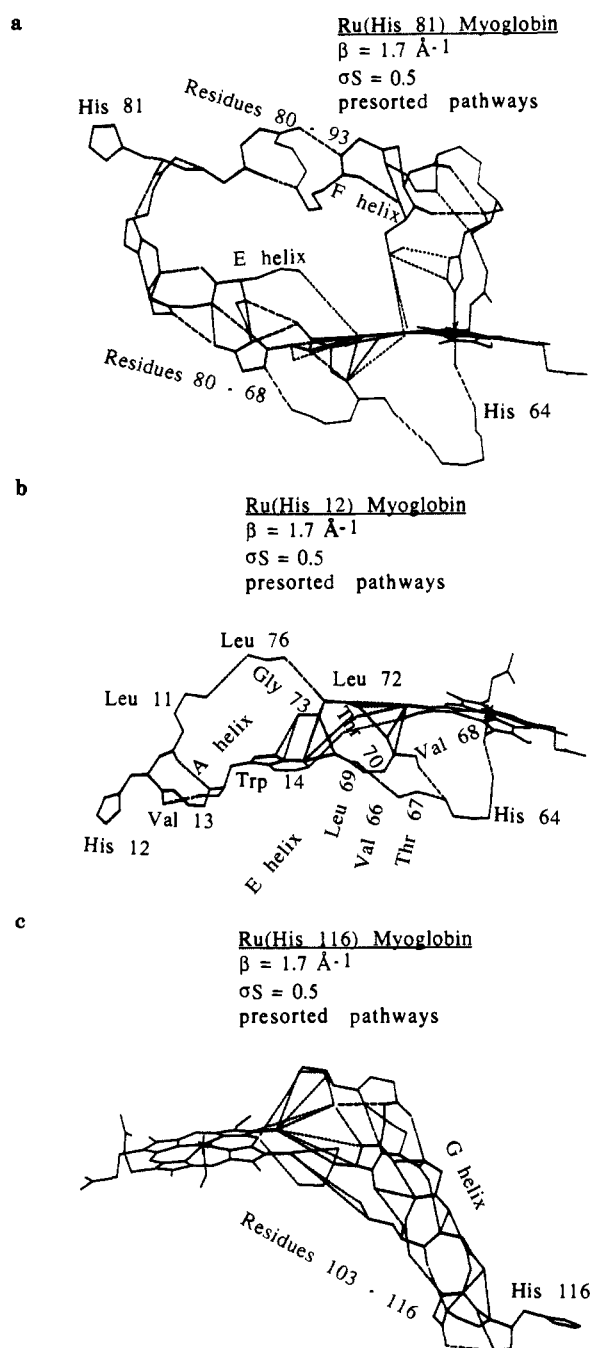 a
Ru(His 81) Myoglobin
β = 1.7 Å-1
σS = 0.5
presorted pathways
Residues 80 - 93
His 81
F helix
E helix
Residues 80 - 68
His 64
b
Ru(His 12) Myoglobin
β = 1.7 Å-1
σS = 0.5
presorted pathways
Leu 76
Leu 72
Gly 73
Leu 11
Thr 70
A helix
Val 68
Trp 14
Val 13
His 64
His 12
Leu 69
Val 66
Thr 67
E helix
c
Ru(His 116) Myoglobin
β = 1.7 Å-1
σS = 0.5
presorted pathways
G helix
Residues 103 - 116
His 116